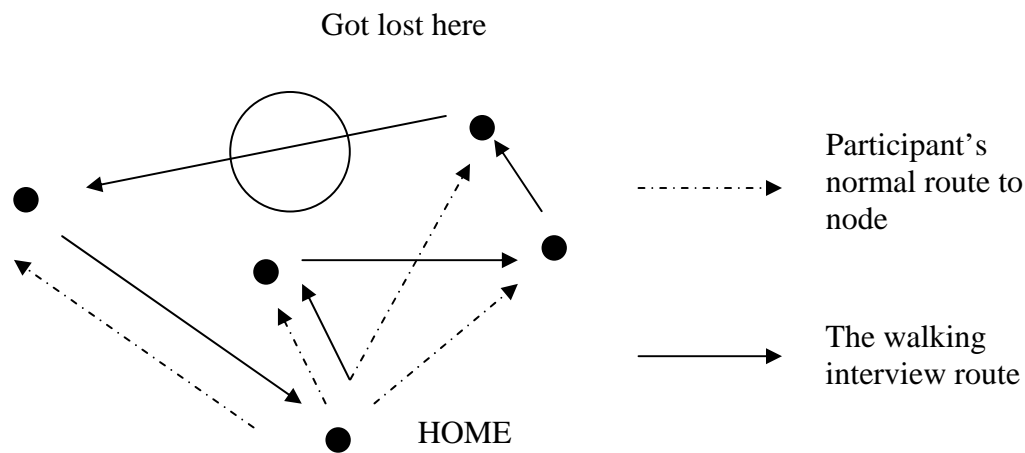 Got lost here
Participant’s
normal route to
node
The walking
interview route
HOME